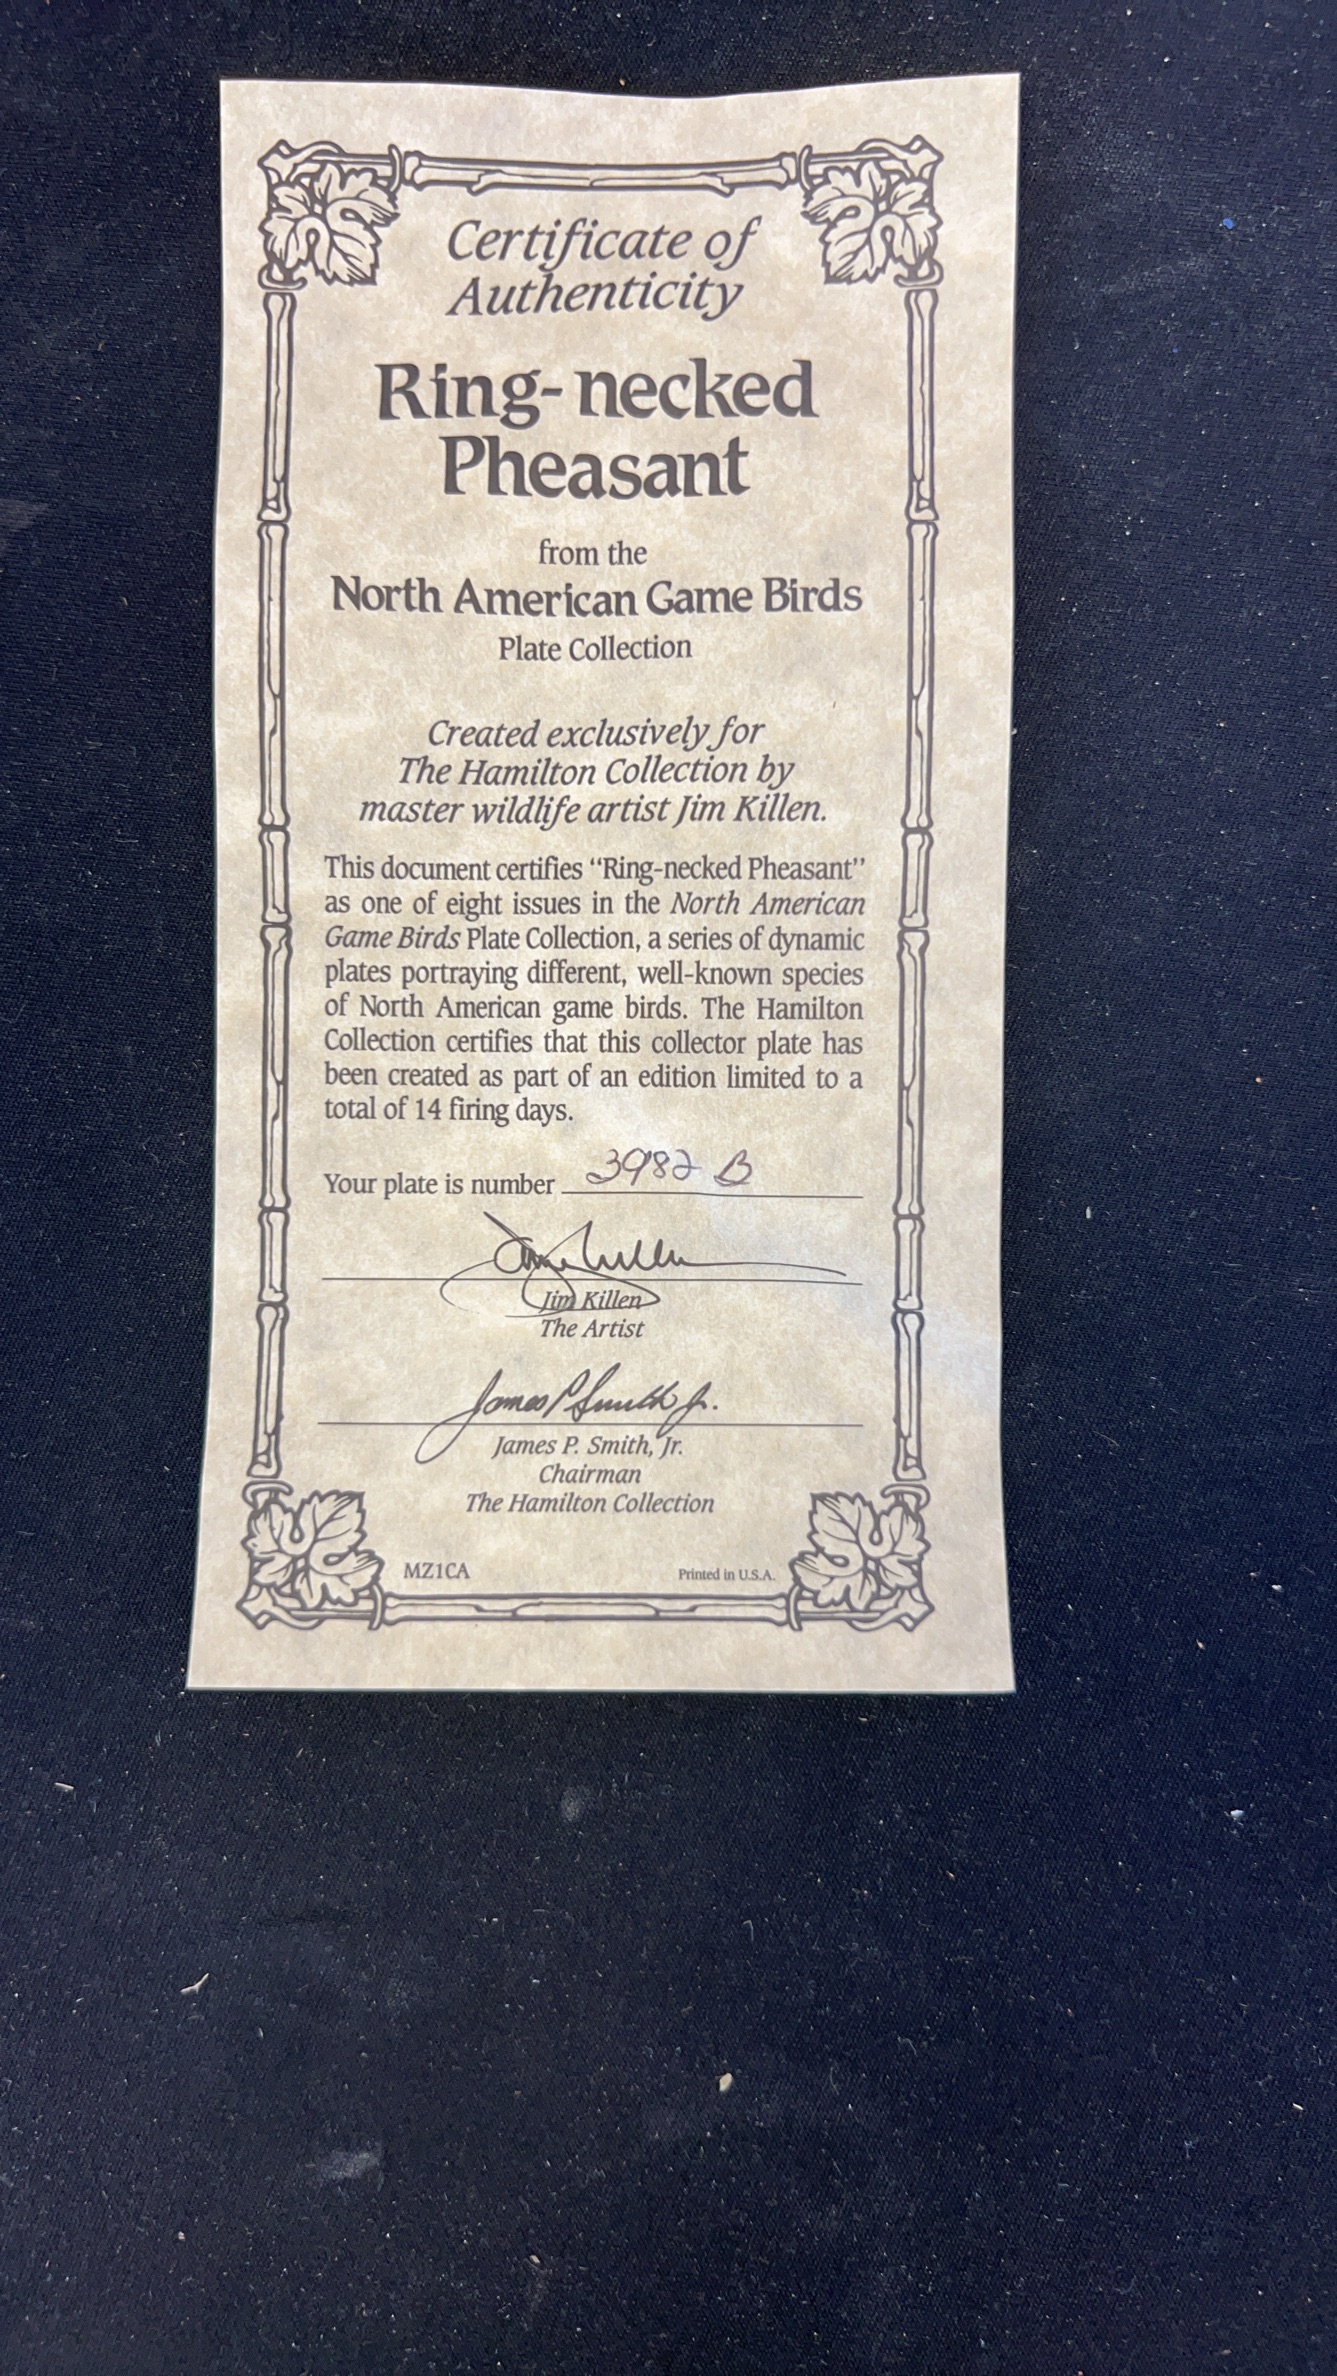 Certificate of
Authenticity
Ring-necked
Pheasant
from the
North American Game Birds
Plate Collection
Created exclusively for
The Hamilton Collection by
master wildlife artist Jim Killen.
This document certifies “Ring-necked Pheasant”
as one of eight issues in the North American
Game Birds Plate Collection, a series of dynamic
plates portraying different, well-known species
of North American game birds. The Hamilton
Collection certifies that this collector plate has
been created as part of an edition limited to a
total of 14 firing days.
Your plate is number 3982 B
Jim Killen
The Artist
James P. Smith Jr.
James P. Smith, Jr.
Chairman
The Hamilton Collection
MZ1CA Printed in U.S.A.